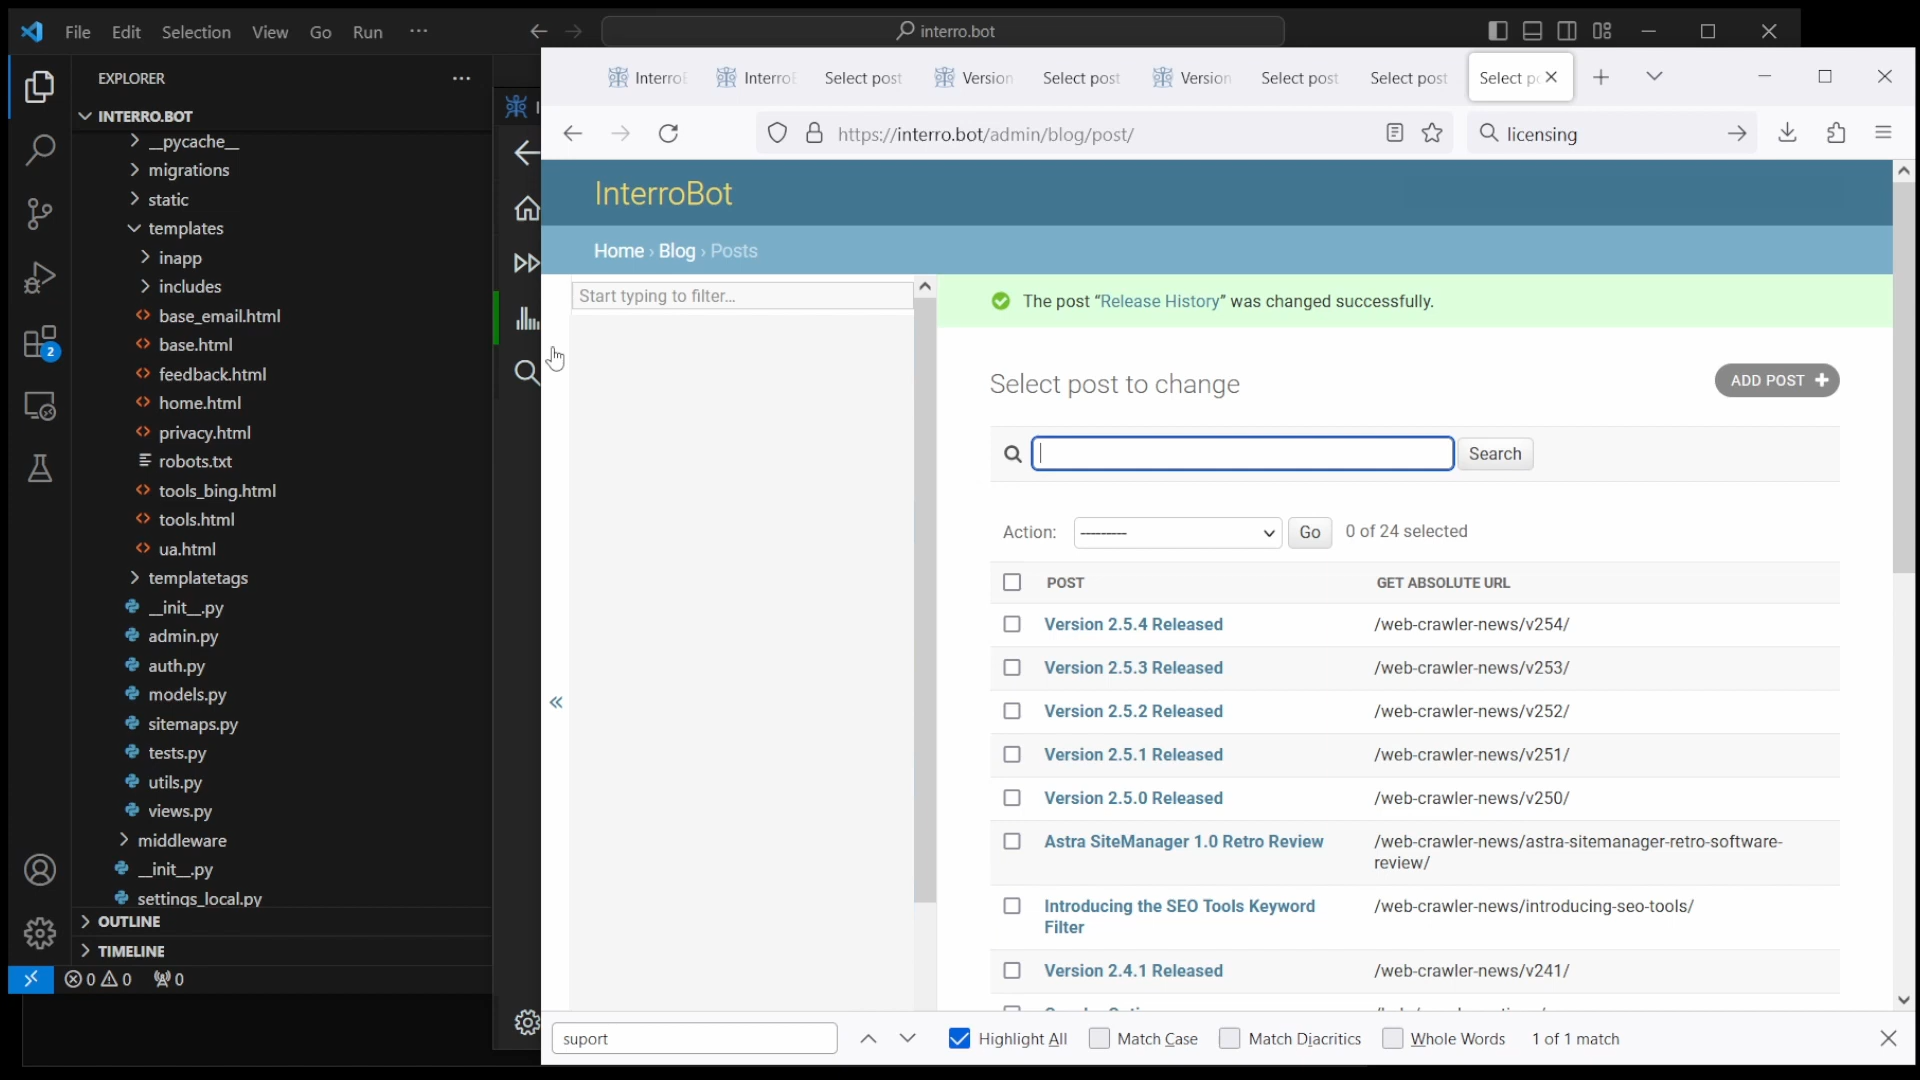 File Edit Selection View Go Run ··· interro.bot
EXPLORER ···
INTERRO.BOT
__pycache__
migrations
static
templates
inapp
includes
base_email.html
base.html
feedback.html
home.html
privacy.html
robots.txt
tools_bing.html
tools.html
ua.html
templatetags
__init__.py
admin.py
auth.py
models.py
sitemaps.py
tests.py
utils.py
views.py
middleware
__init__.py
settings_local.py
OUTLINE
TIMELINE
2
0 0 0
Interro Interro Select post Version Select post Version Select post Select post Select
https://interro.bot/admin/blog/post/ licensing
InterroBot
Home › Blog › Posts
Start typing to filter...
The post “Release History” was changed successfully.
Select post to change
ADD POST +
Search
Action: --------- Go 0 of 24 selected
POST GET ABSOLUTE URL
Version 2.5.4 Released /web-crawler-news/v254/
Version 2.5.3 Released /web-crawler-news/v253/
Version 2.5.2 Released /web-crawler-news/v252/
Version 2.5.1 Released /web-crawler-news/v251/
Version 2.5.0 Released /web-crawler-news/v250/
Astra SiteManager 1.0 Retro Review /web-crawler-news/astra-sitemanager-retro-software-
review/
Introducing the SEO Tools Keyword /web-crawler-news/introducing-seo-tools/
Filter
Version 2.4.1 Released /web-crawler-news/v241/
«
suport Highlight All Match Case Match Diacritics Whole Words 1 of 1 match